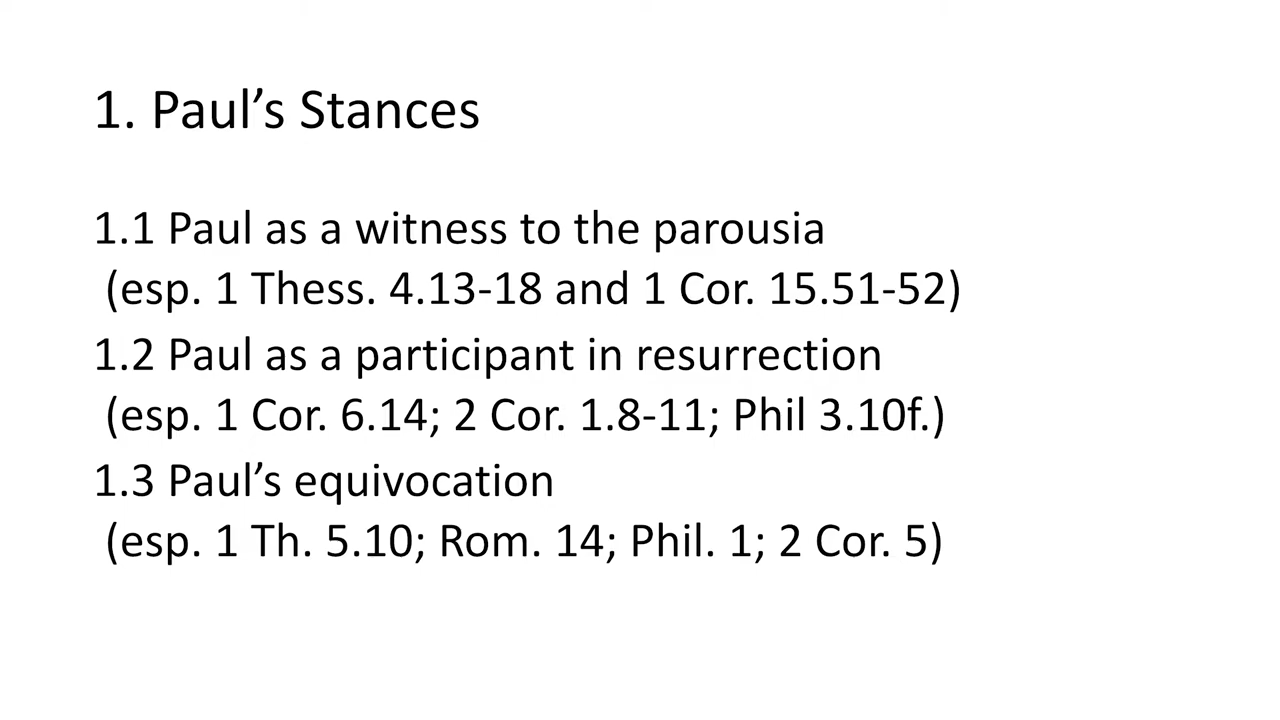 1. Paul’s Stances
1.1 Paul as a witness to the parousia
(esp. 1 Thess. 4.13-18 and 1 Cor. 15.51-52)
1.2 Paul as a participant in resurrection
(esp. 1 Cor. 6.14; 2 Cor. 1.8-11; Phil 3.10f.)
1.3 Paul’s equivocation
(esp. 1 Th. 5.10; Rom. 14; Phil. 1; 2 Cor. 5)